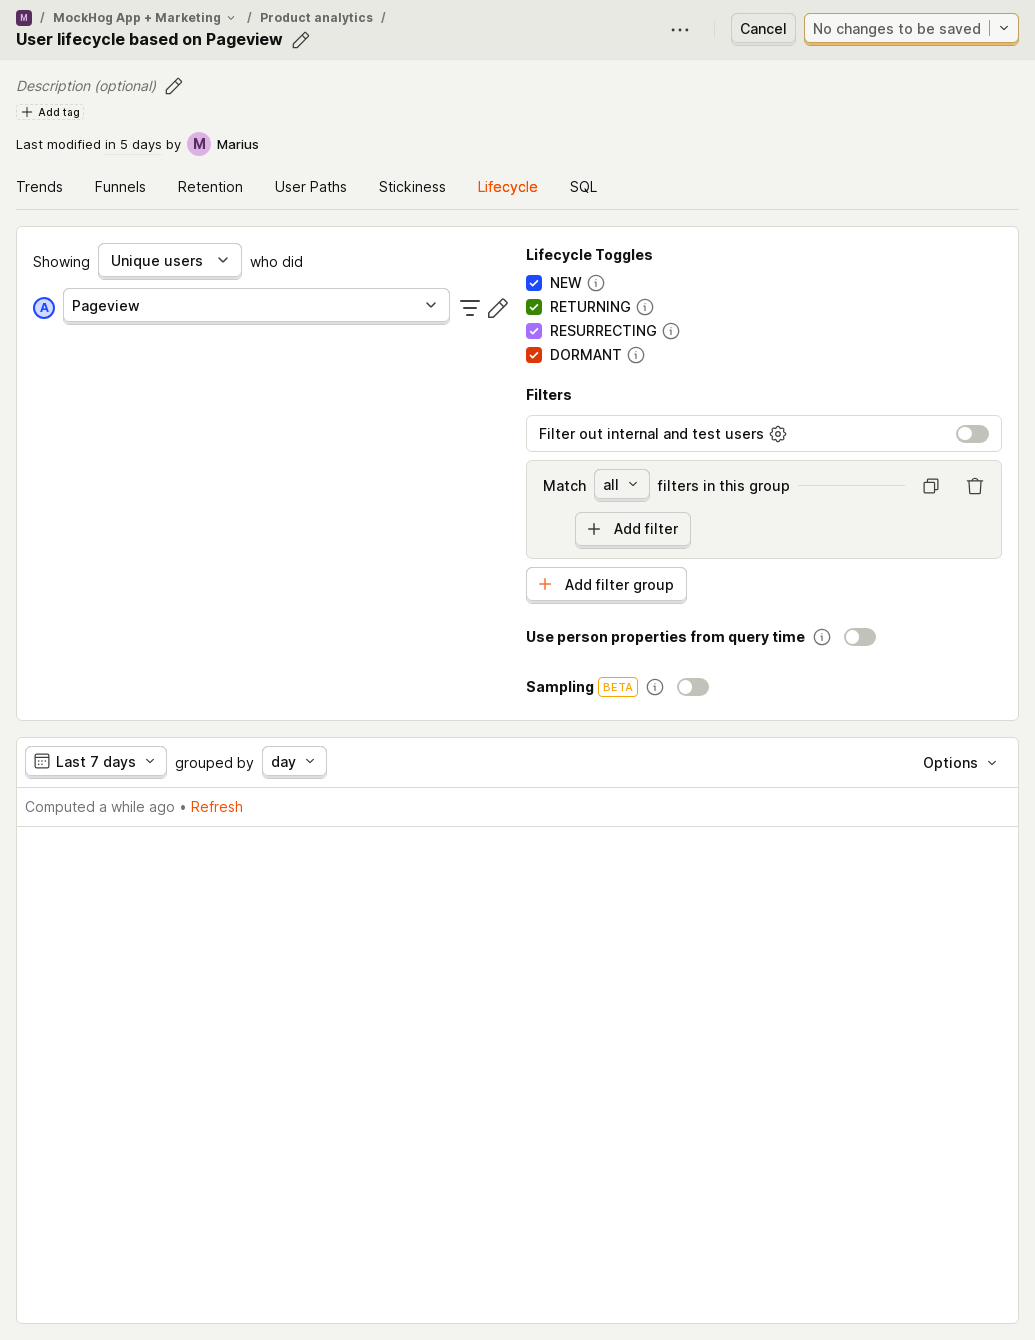 M / MockHog App + Marketing / Product analytics /
User lifecycle based on Pageview
Cancel
No changes to be saved
Description (optional)
Add tag
Last modified in 5 days by M Marius
Trends Funnels Retention User Paths Stickiness Lifecycle SQL
Showing Unique users who did
A Pageview
Lifecycle Toggles
NEW
RETURNING
RESURRECTING
DORMANT
Filters
Filter out internal and test users
Match all filters in this group
Add filter
Add filter group
Use person properties from query time
Sampling BETA
Last 7 days grouped by day
Options
Computed a while ago • Refresh